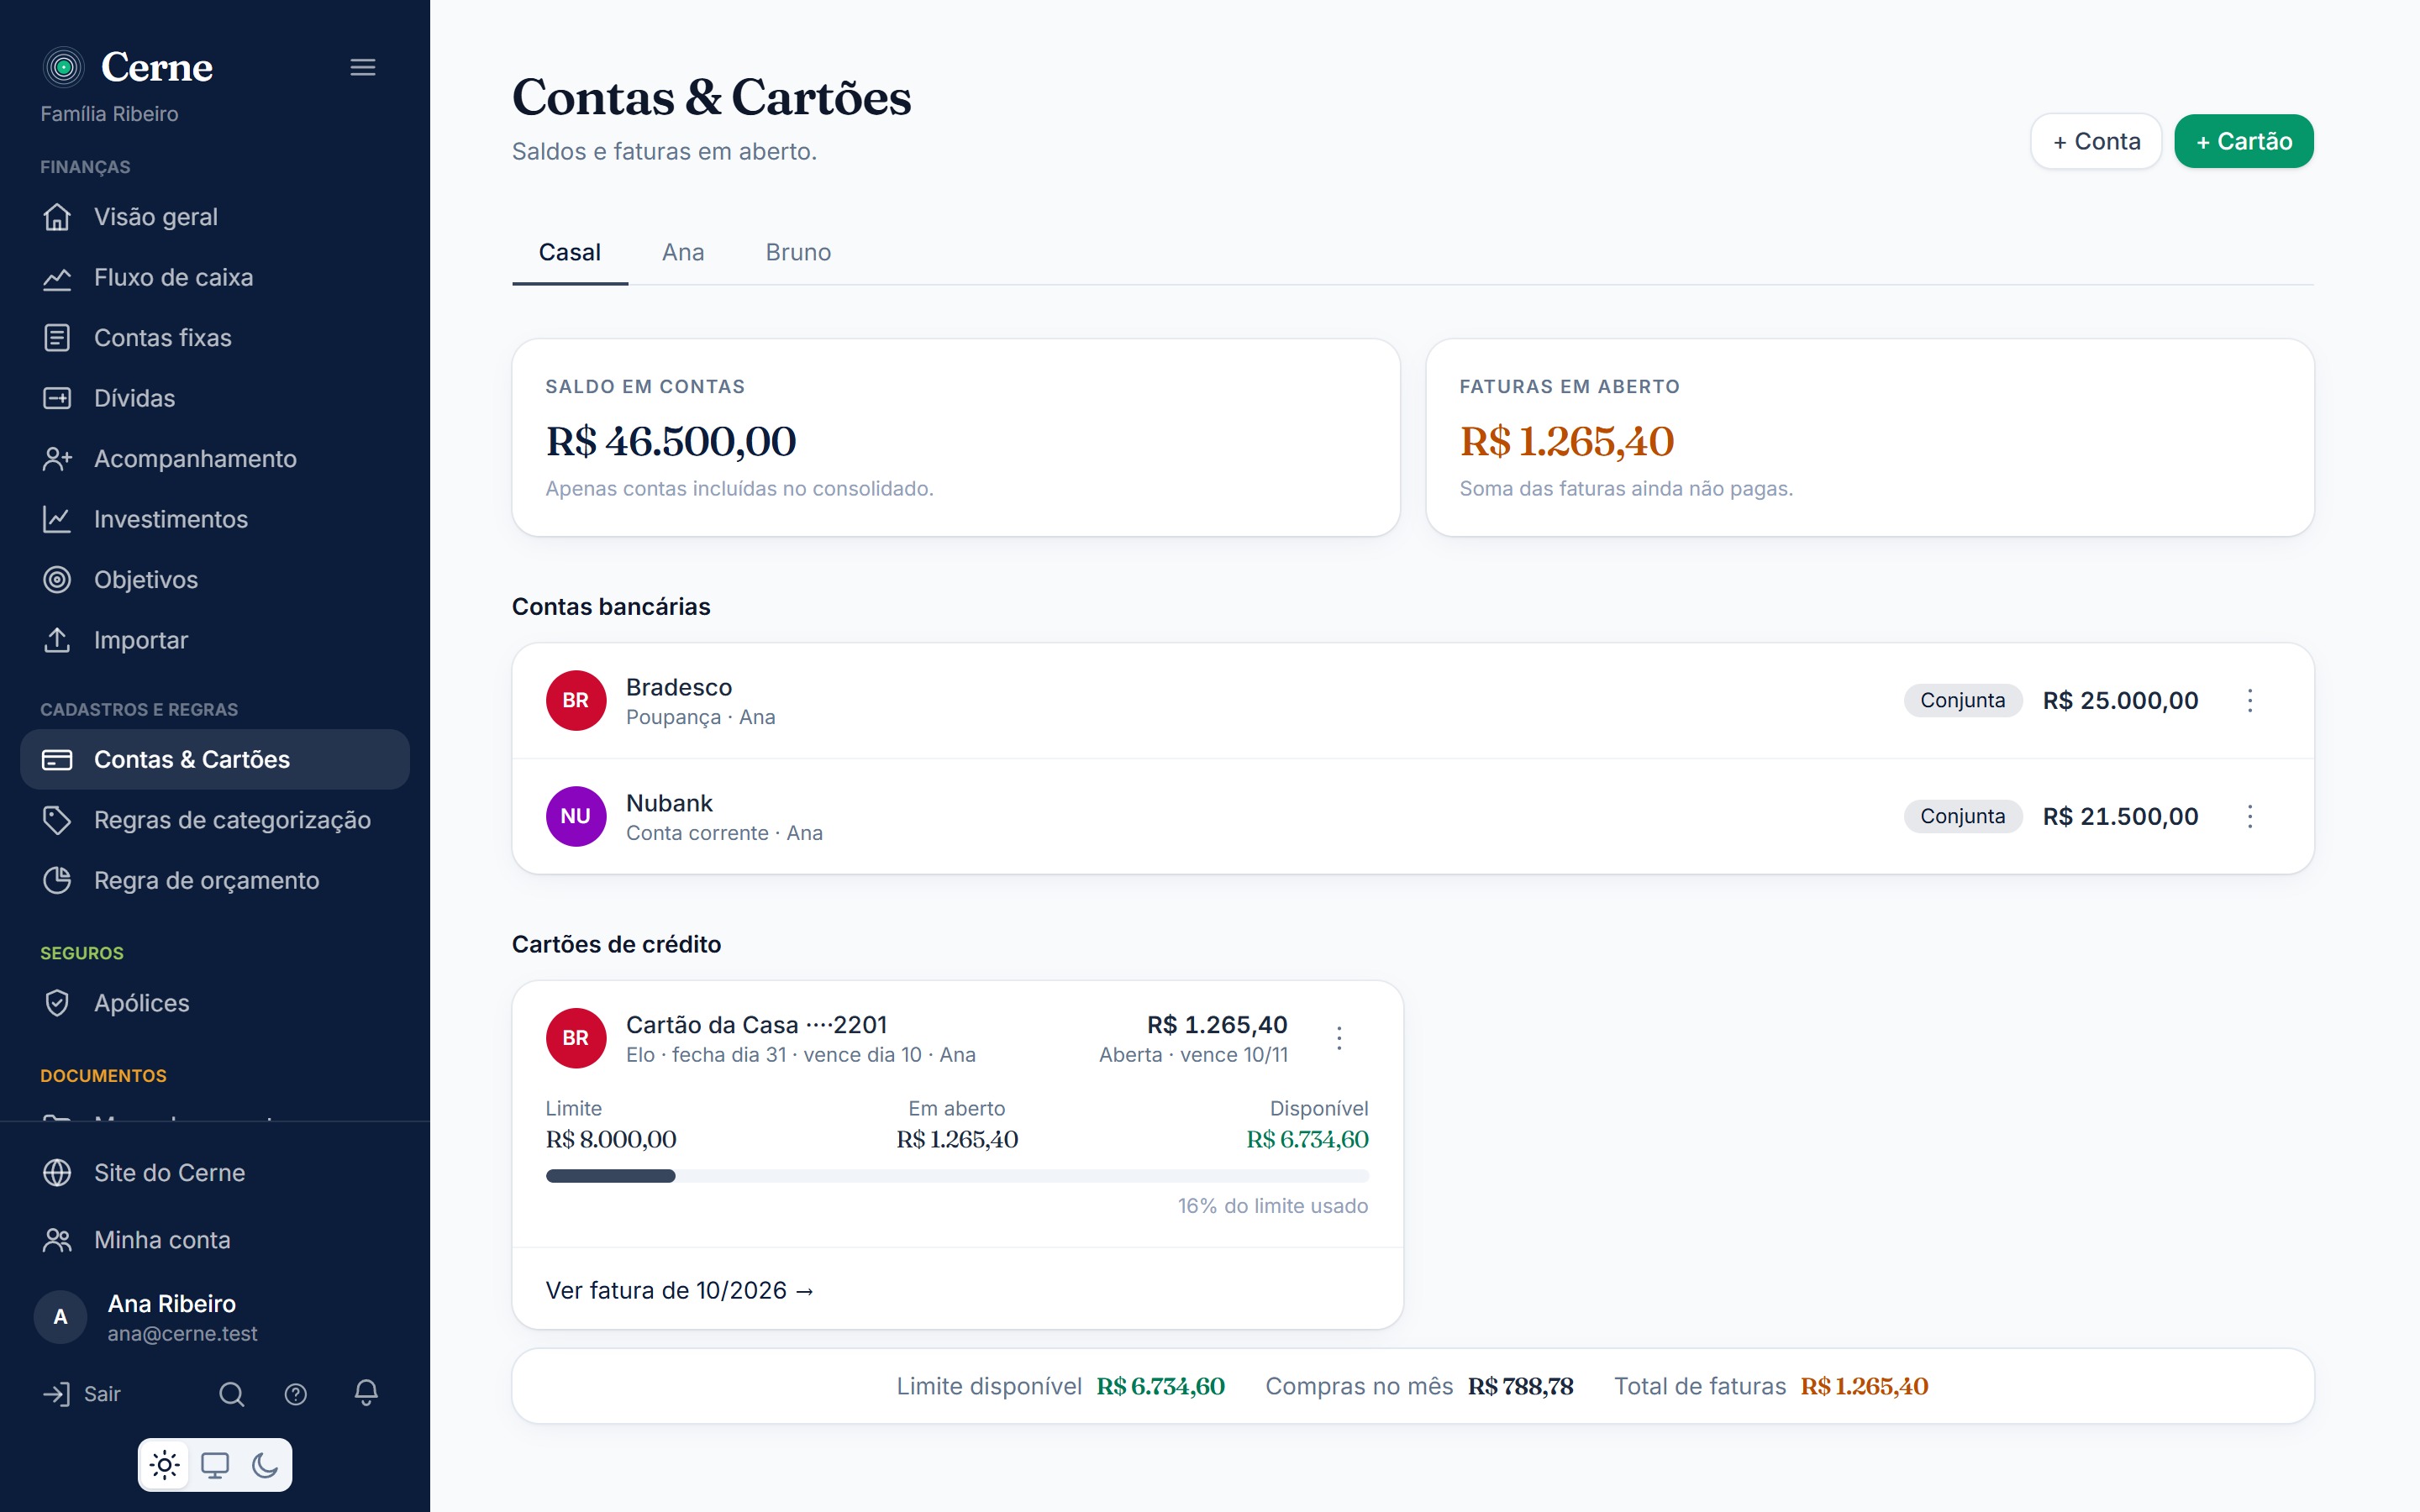 Cerne
Família Ribeiro
FINANÇAS
Visão geral
Fluxo de caixa
Contas fixas
Dívidas
Acompanhamento
Investimentos
Objetivos
Importar
CADASTROS E REGRAS
Contas & Cartões
Regras de categorização
Regra de orçamento
SEGUROS
Apólices
DOCUMENTOS
Site do Cerne
Minha conta
A
Ana Ribeiro
ana@cerne.test
Sair
Contas & Cartões
Saldos e faturas em aberto.
+ Conta
+ Cartão
Casal
Ana
Bruno
SALDO EM CONTAS
R$ 46.500,00
Apenas contas incluídas no consolidado.
FATURAS EM ABERTO
R$ 1.265,40
Soma das faturas ainda não pagas.
Contas bancárias
BR
Bradesco
Poupança · Ana
Conjunta
R$ 25.000,00
NU
Nubank
Conta corrente · Ana
Conjunta
R$ 21.500,00
Cartões de crédito
BR
Cartão da Casa ····2201
Elo · fecha dia 31 · vence dia 10 · Ana
R$ 1.265,40
Aberta · vence 10/11
Limite
R$ 8.000,00
Em aberto
R$ 1.265,40
Disponível
R$ 6.734,60
16% do limite usado
Ver fatura de 10/2026 →
Limite disponível R$ 6.734,60 Compras no mês R$ 788,78 Total de faturas R$ 1.265,40